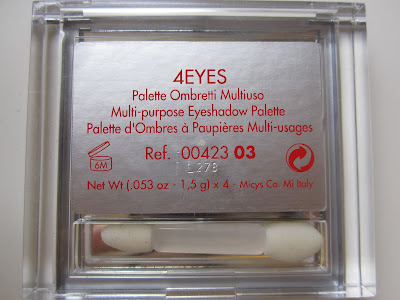 4EYES
Palette Ombretti Multiuso
Multi-purpose Eyeshadow Palette
Palette d'Ombres à Paupières Multi-usages
6M Ref. 00423 03
L278
Net Wt (.053 oz - 1,5 g) x 4 - Micys Co. Mi Italy